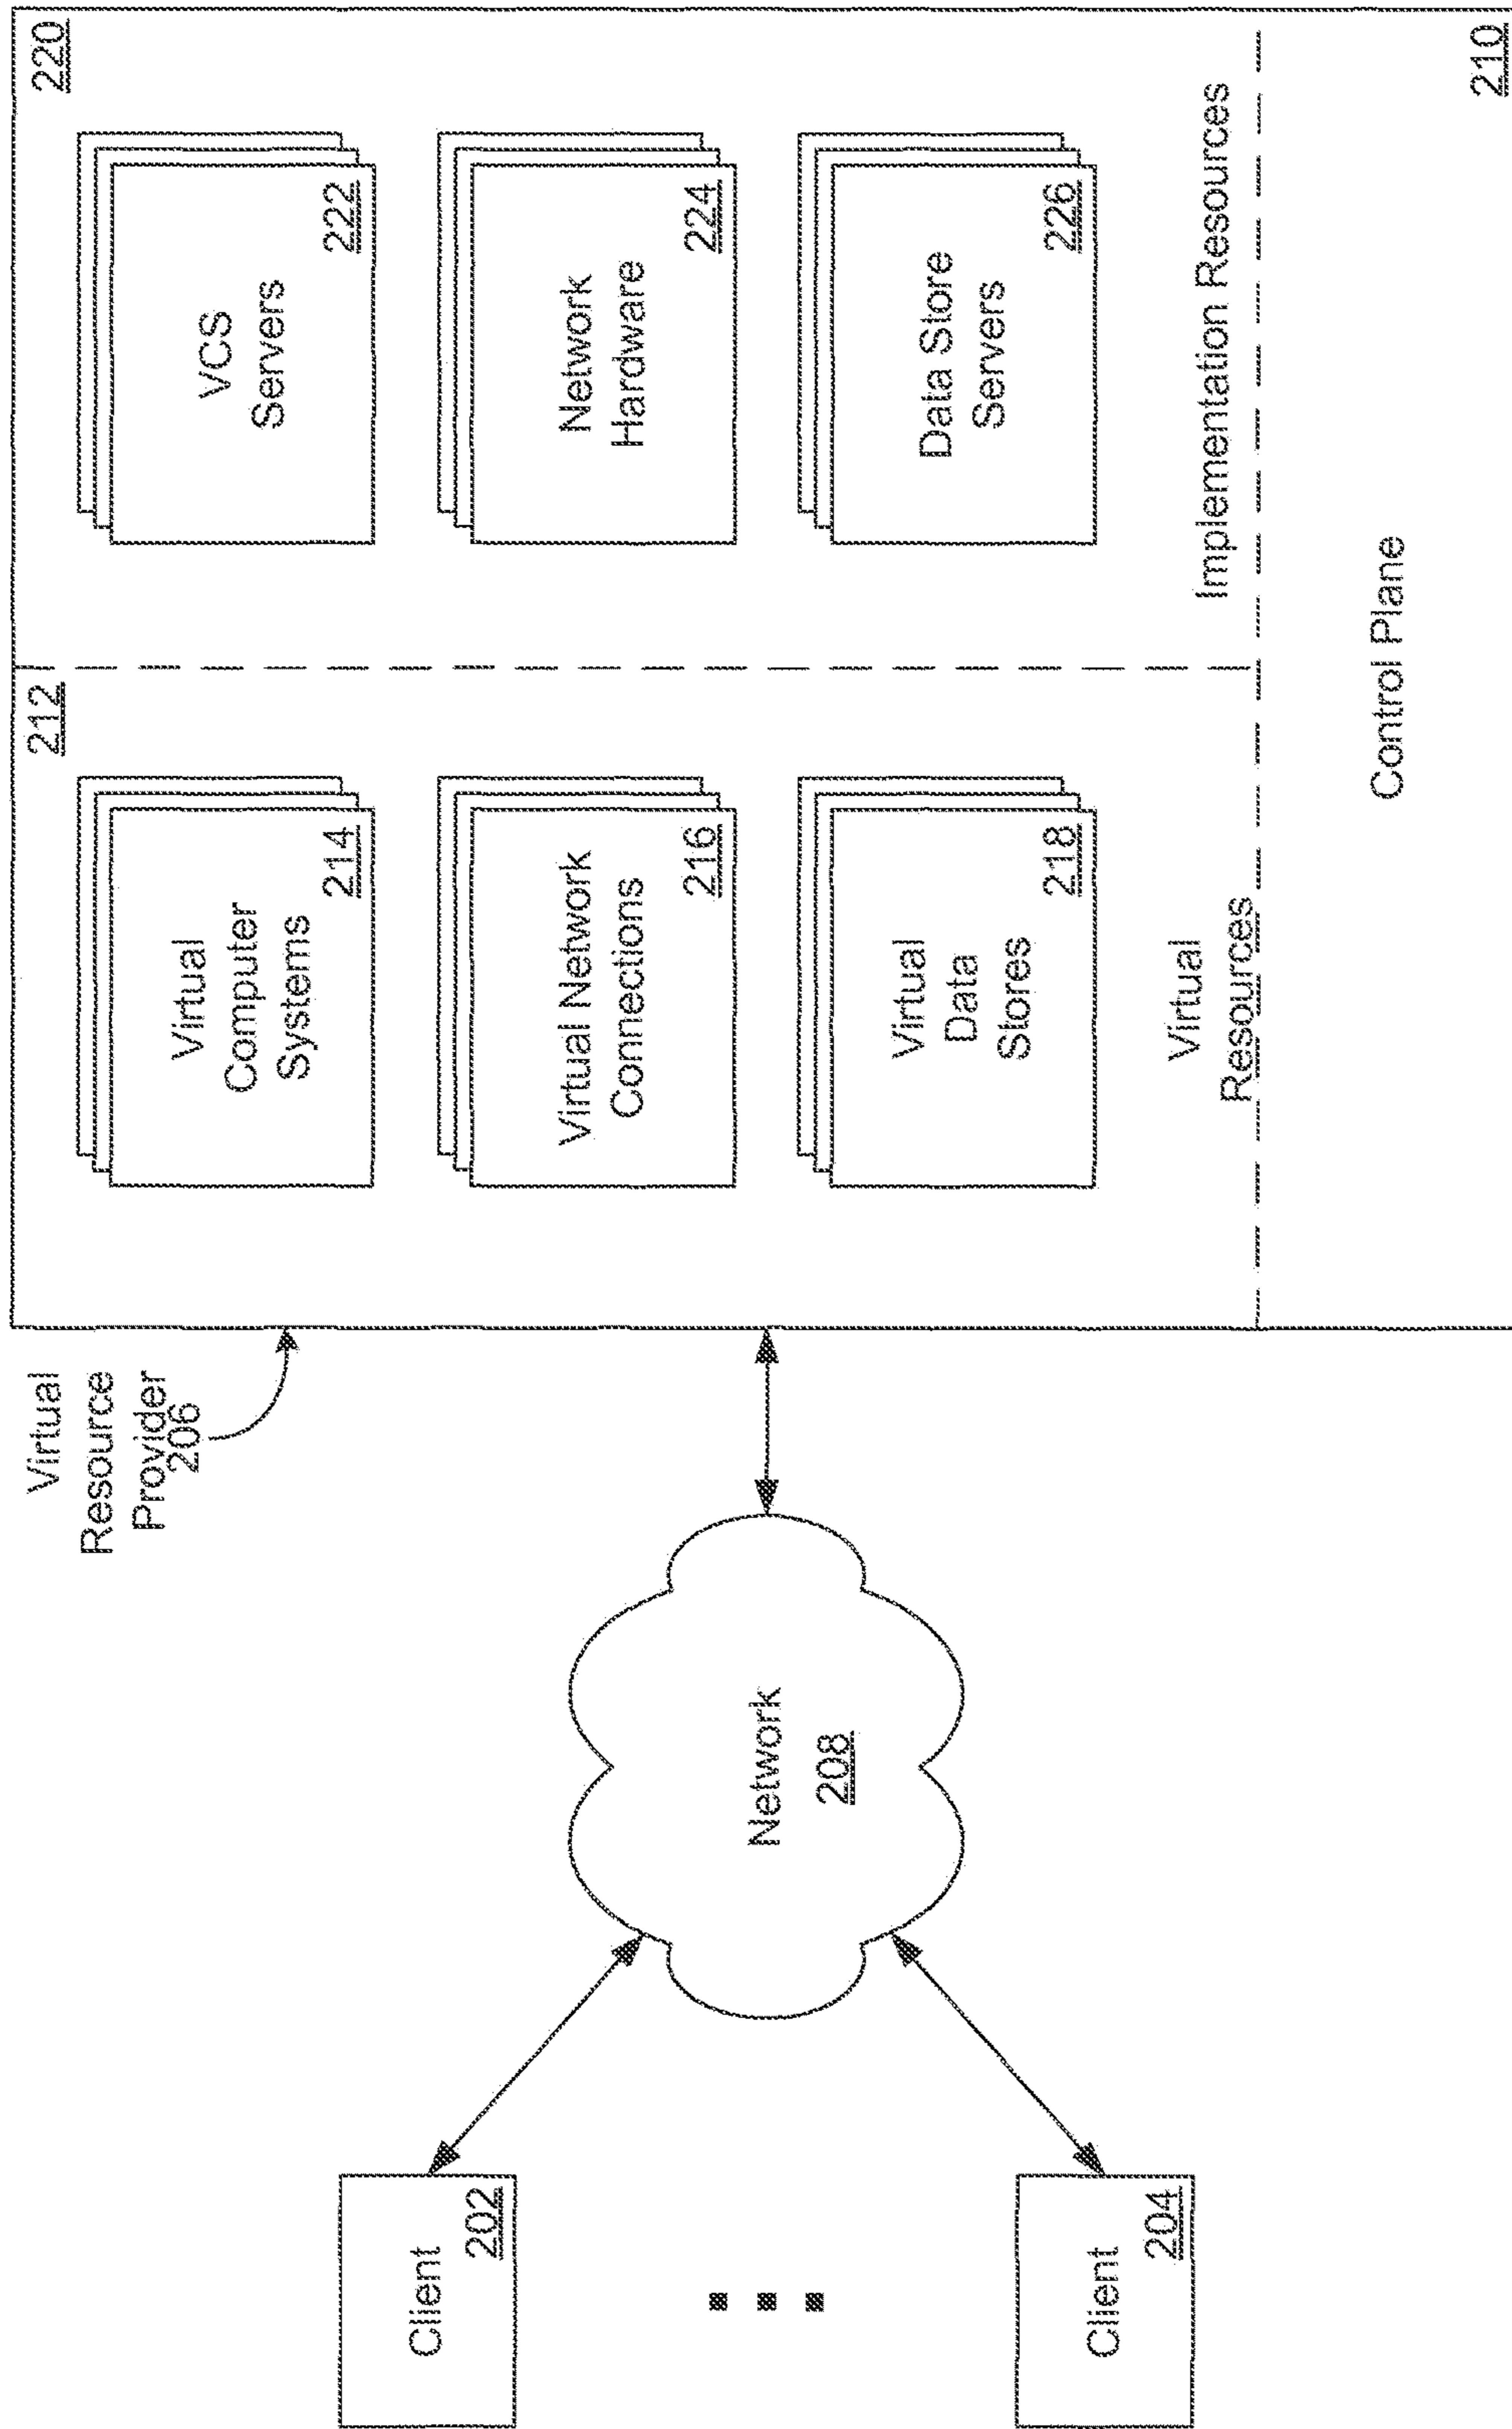 Client
202
Client
204
Network
208
Virtual
Resource
Provider
206
212
Virtual
Computer
Systems
214
Virtual Network
Connections
216
Virtual
Data
Stores
218
Virtual
Resources
220
VCS
Servers
222
Network
Hardware
224
Data Store
Servers
226
Implementation Resources
Control Plane
210